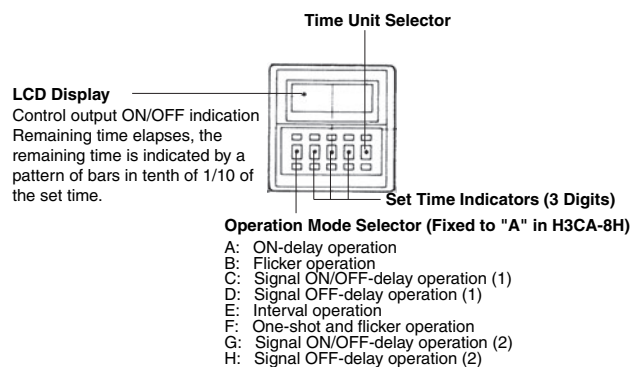 Time Unit Selector
LCD Display
Control output ON/OFF indication
Remaining time elapses, the
remaining time is indicated by a
pattern of bars in tenth of 1/10 of
the set time.
Set Time Indicators (3 Digits)
Operation Mode Selector (Fixed to "A" in H3CA-8H)
A: ON-delay operation
B: Flicker operation
C: Signal ON/OFF-delay operation (1)
D: Signal OFF-delay operation (1)
E: Interval operation
F: One-shot and flicker operation
G: Signal ON/OFF-delay operation (2)
H: Signal OFF-delay operation (2)